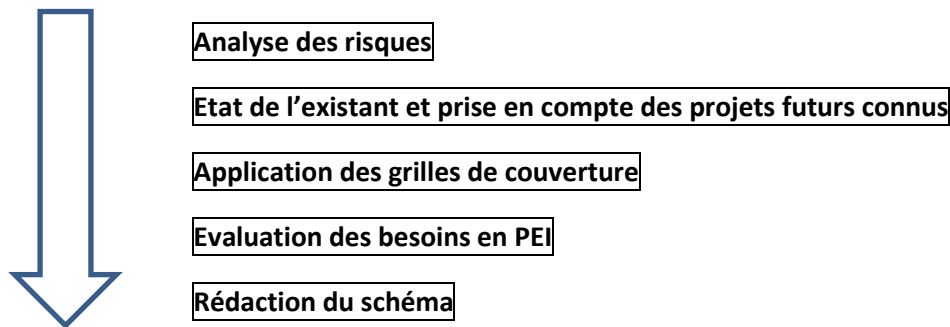 Analyse des risques
Etat de l’existant et prise en compte des projets futurs connus
Application des grilles de couverture
Evaluation des besoins en PEI
Rédaction du schéma